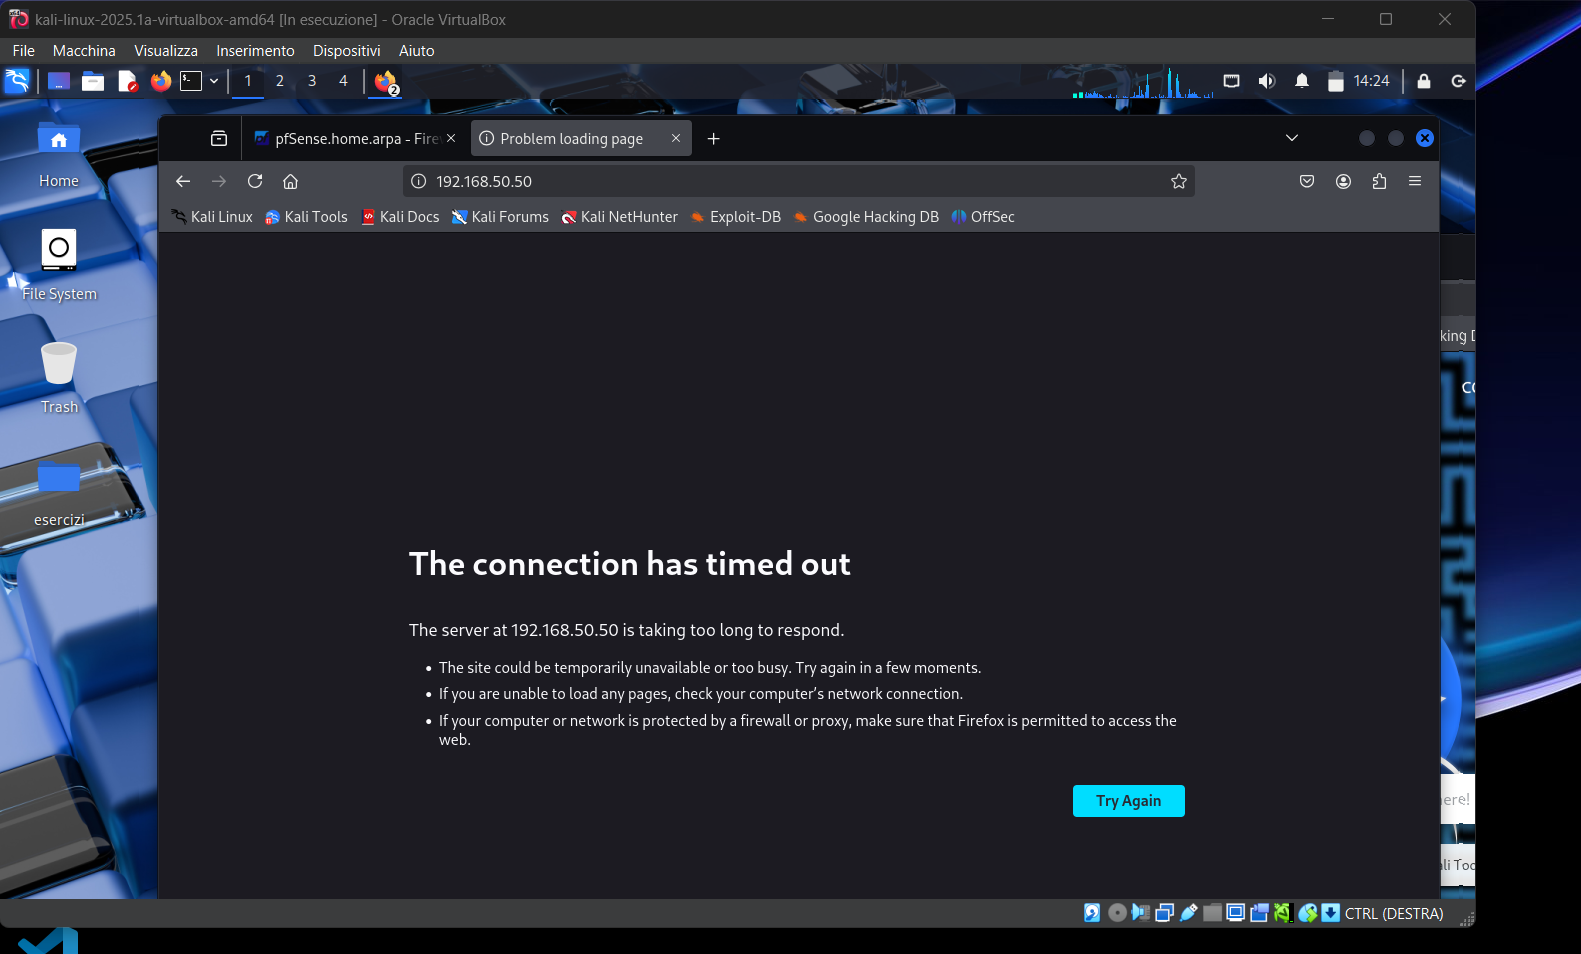 kali-linux-2025.1a-virtualbox-amd64 [In esecuzione] - Oracle VirtualBox
File Macchina Visualizza Inserimento Dispositivi Aiuto
1 2 3 4 2 14:24
pfSense.home.arpa - Fire Problem loading page
192.168.50.50
Kali Linux Kali Tools Kali Docs Kali Forums Kali NetHunter Exploit-DB Google Hacking DB OffSec
Home
File System
Trash
esercizi
The connection has timed out
The server at 192.168.50.50 is taking too long to respond.
The site could be temporarily unavailable or too busy. Try again in a few moments.
If you are unable to load any pages, check your computer’s network connection.
If your computer or network is protected by a firewall or proxy, make sure that Firefox is permitted to access the
web.
Try Again
CTRL (DESTRA)